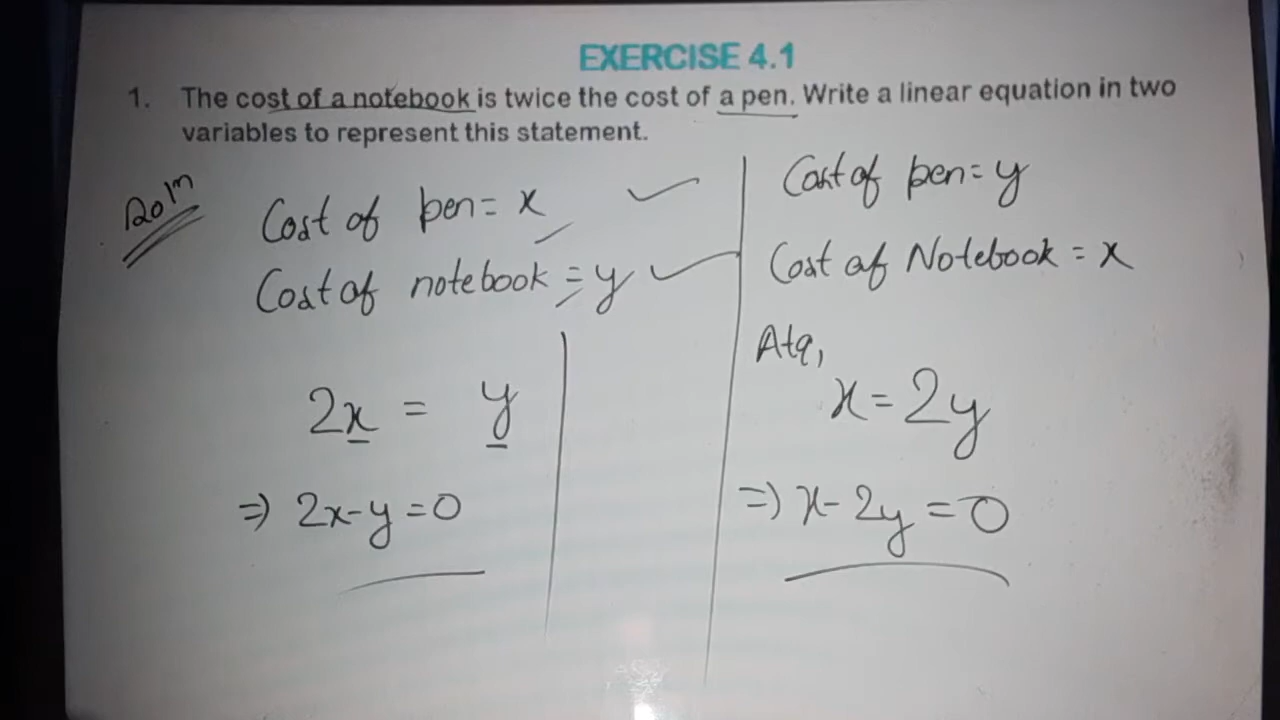 EXERCISE 4.1
1. The cost of a notebook is twice the cost of a pen. Write a linear equation in two
variables to represent this statement.
Soln
Cost of pen = x
Cost of notebook = y
2x = y
⇒ 2x-y=0
Cost of pen = y
Cost of Notebook = x
Atq,
x = 2y
⇒ x - 2y = 0